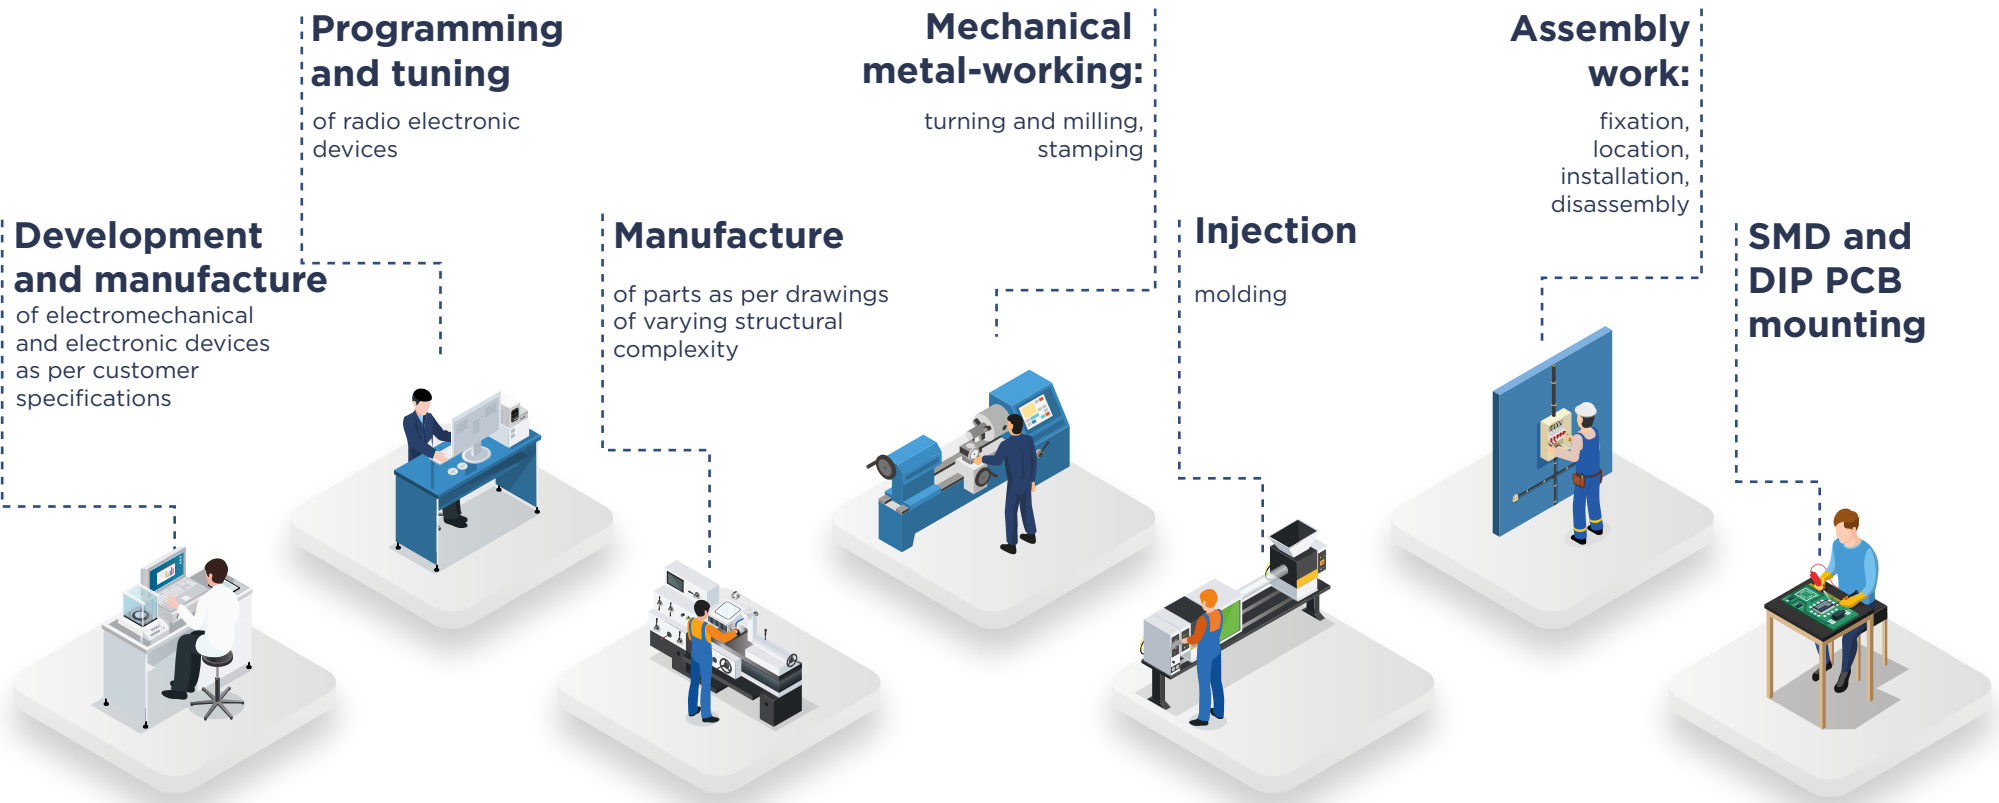 Programming
and tuning
of radio electronic
devices
Mechanical
metal-working:
turning and milling,
stamping
Assembly
work:
fixation,
location,
installation,
disassembly
Development
and manufacture
of electromechanical
and electronic devices
as per customer
specifications
Manufacture
of parts as per drawings
of varying structural
complexity
Injection
molding
SMD and
DIP PCB
mounting